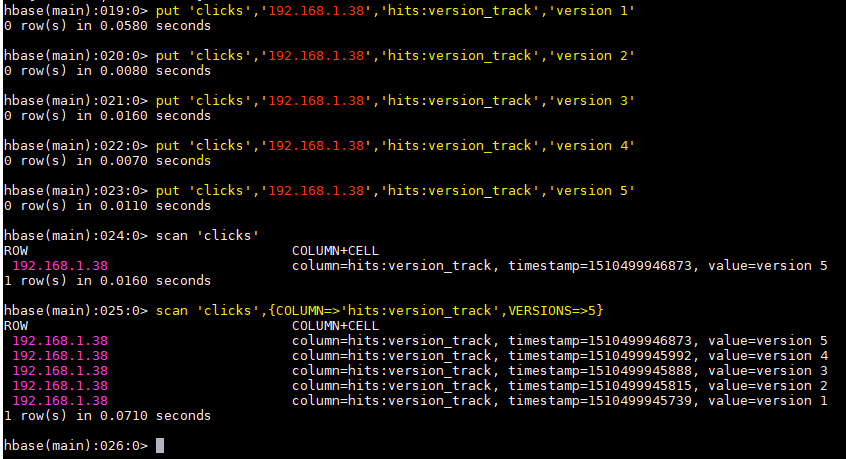 hbase(main):019:0> put 'clicks','192.168.1.38','hits:version_track','version 1'
0 row(s) in 0.0580 seconds
hbase(main):020:0> put 'clicks','192.168.1.38','hits:version_track','version 2'
0 row(s) in 0.0080 seconds
hbase(main):021:0> put 'clicks','192.168.1.38','hits:version_track','version 3'
0 row(s) in 0.0160 seconds
hbase(main):022:0> put 'clicks','192.168.1.38','hits:version_track','version 4'
0 row(s) in 0.0070 seconds
hbase(main):023:0> put 'clicks','192.168.1.38','hits:version_track','version 5'
0 row(s) in 0.0110 seconds
hbase(main):024:0> scan 'clicks'
ROW COLUMN+CELL
192.168.1.38 column=hits:version_track, timestamp=1510499946873, value=version 5
1 row(s) in 0.0160 seconds
hbase(main):025:0> scan 'clicks',{COLUMN=>'hits:version_track',VERSIONS=>5}
ROW COLUMN+CELL
192.168.1.38 column=hits:version_track, timestamp=1510499946873, value=version 5
192.168.1.38 column=hits:version_track, timestamp=1510499945992, value=version 4
192.168.1.38 column=hits:version_track, timestamp=1510499945888, value=version 3
192.168.1.38 column=hits:version_track, timestamp=1510499945815, value=version 2
192.168.1.38 column=hits:version_track, timestamp=1510499945739, value=version 1
1 row(s) in 0.0710 seconds
hbase(main):026:0>